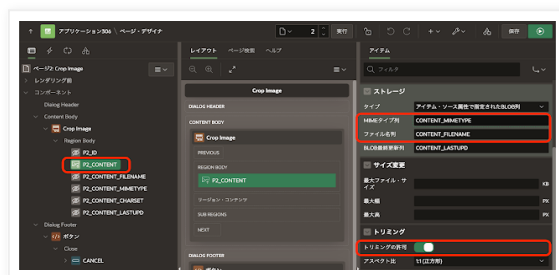 アプリケーション506 \ ページ・デザイナ
2
実行
保存
レイアウト ページ検索 ヘルプ
アイテム
ページ2: Crop Image
レンダリング前
コンポーネント
Dialog Header
Content Body
Crop Image
Region Body
P2_ID
P2_CONTENT
P2_CONTENT_FILENAME
P2_CONTENT_MIMETYPE
P2_CONTENT_CHARSET
P2_CONTENT_LASTUPD
Dialog Footer
ボタン
Close
CANCEL
Crop Image
DIALOG HEADER
CONTENT BODY
Crop Image
PREVIOUS
REGION BODY
P2_CONTENT
リージョン・コンテンツ
SUB REGIONS
NEXT
DIALOG FOOTER
ボタン
フィルタ
ストレージ
タイプ アイテム・ソース属性で指定されたBLOB列
MIMEタイプ列 CONTENT_MIMETYPE
ファイル名列 CONTENT_FILENAME
BLOB最終更新列 CONTENT_LASTUPD
サイズ変更
最大ファイル・サイズ KB
最大幅 PX
最大高 PX
トリミング
トリミングの許可
アスペクト比 1:1 (正方形)